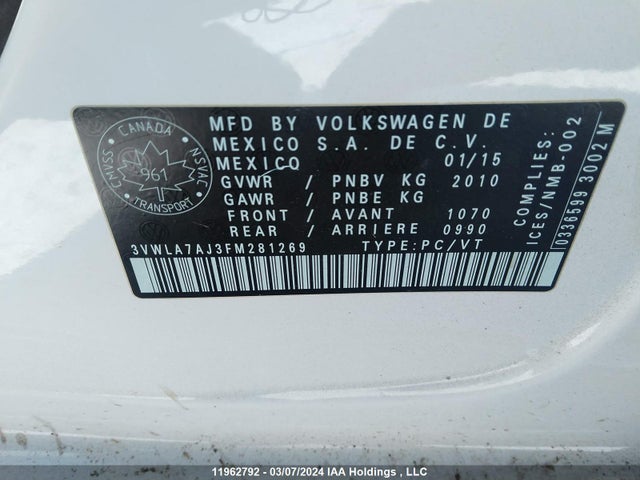 MFD BY VOLKSWAGEN DE
MEXICO S.A. DE C.V.
MEXICO 01/15
GVWR / PNBV KG 2010
GAWR / PNBE KG
FRONT / AVANT 1070
REAR / ARRIERE 0990
3VWLA7AJ3FM281269 TYPE:PC/VT
CANADA
CMVSS
NSVAC
961
TRANSPORT
COMPLIES:
ICES/NMB-002
I0336599 3002 M
11962792 - 03/07/2024 IAA Holdings , LLC